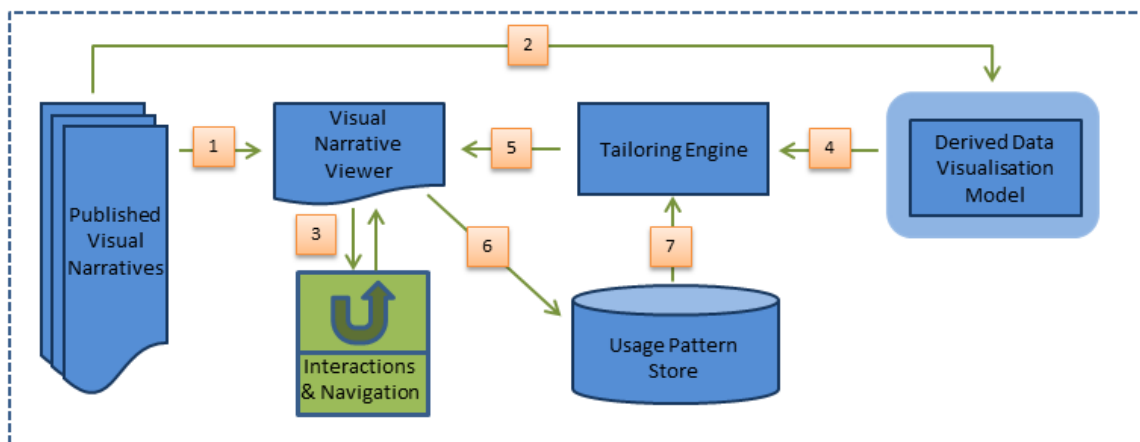 2
1
5
4
Visual
Narrative
Viewer
Tailoring Engine
Derived Data
Visualisation
Model
Published
Visual
Narratives
3
6
7
Interactions
& Navigation
Usage Pattern
Store